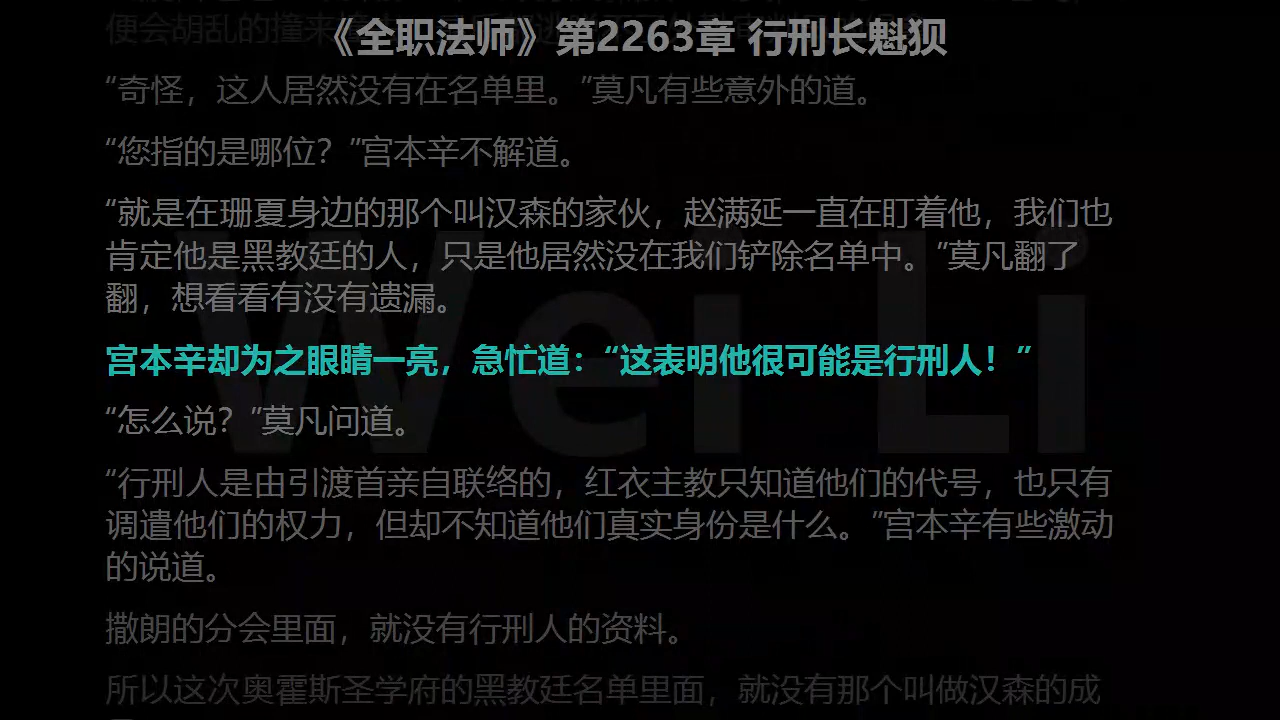 便会胡乱的撞来
《全职法师》第2263章 行刑长魁狈
“奇怪，这人居然没有在名单里。”莫凡有些意外的道。
“您指的是哪位？”宫本辛不解道。
“就是在珊夏身边的那个叫汉森的家伙，赵满延一直在盯着他，我们也
肯定他是黑教廷的人，只是他居然没在我们铲除名单中。”莫凡翻了
翻，想看看有没有遗漏。
宫本辛却为之眼睛一亮，急忙道：“这表明他很可能是行刑人！”
“怎么说？”莫凡问道。
“行刑人是由引渡首亲自联络的，红衣主教只知道他们的代号，也只有
调遣他们的权力，但却不知道他们真实身份是什么。”宫本辛有些激动
的说道。
撒朗的分会里面，就没有行刑人的资料。
所以这次奥霍斯圣学府的黑教廷名单里面，就没有那个叫做汉森的成
Wei Li